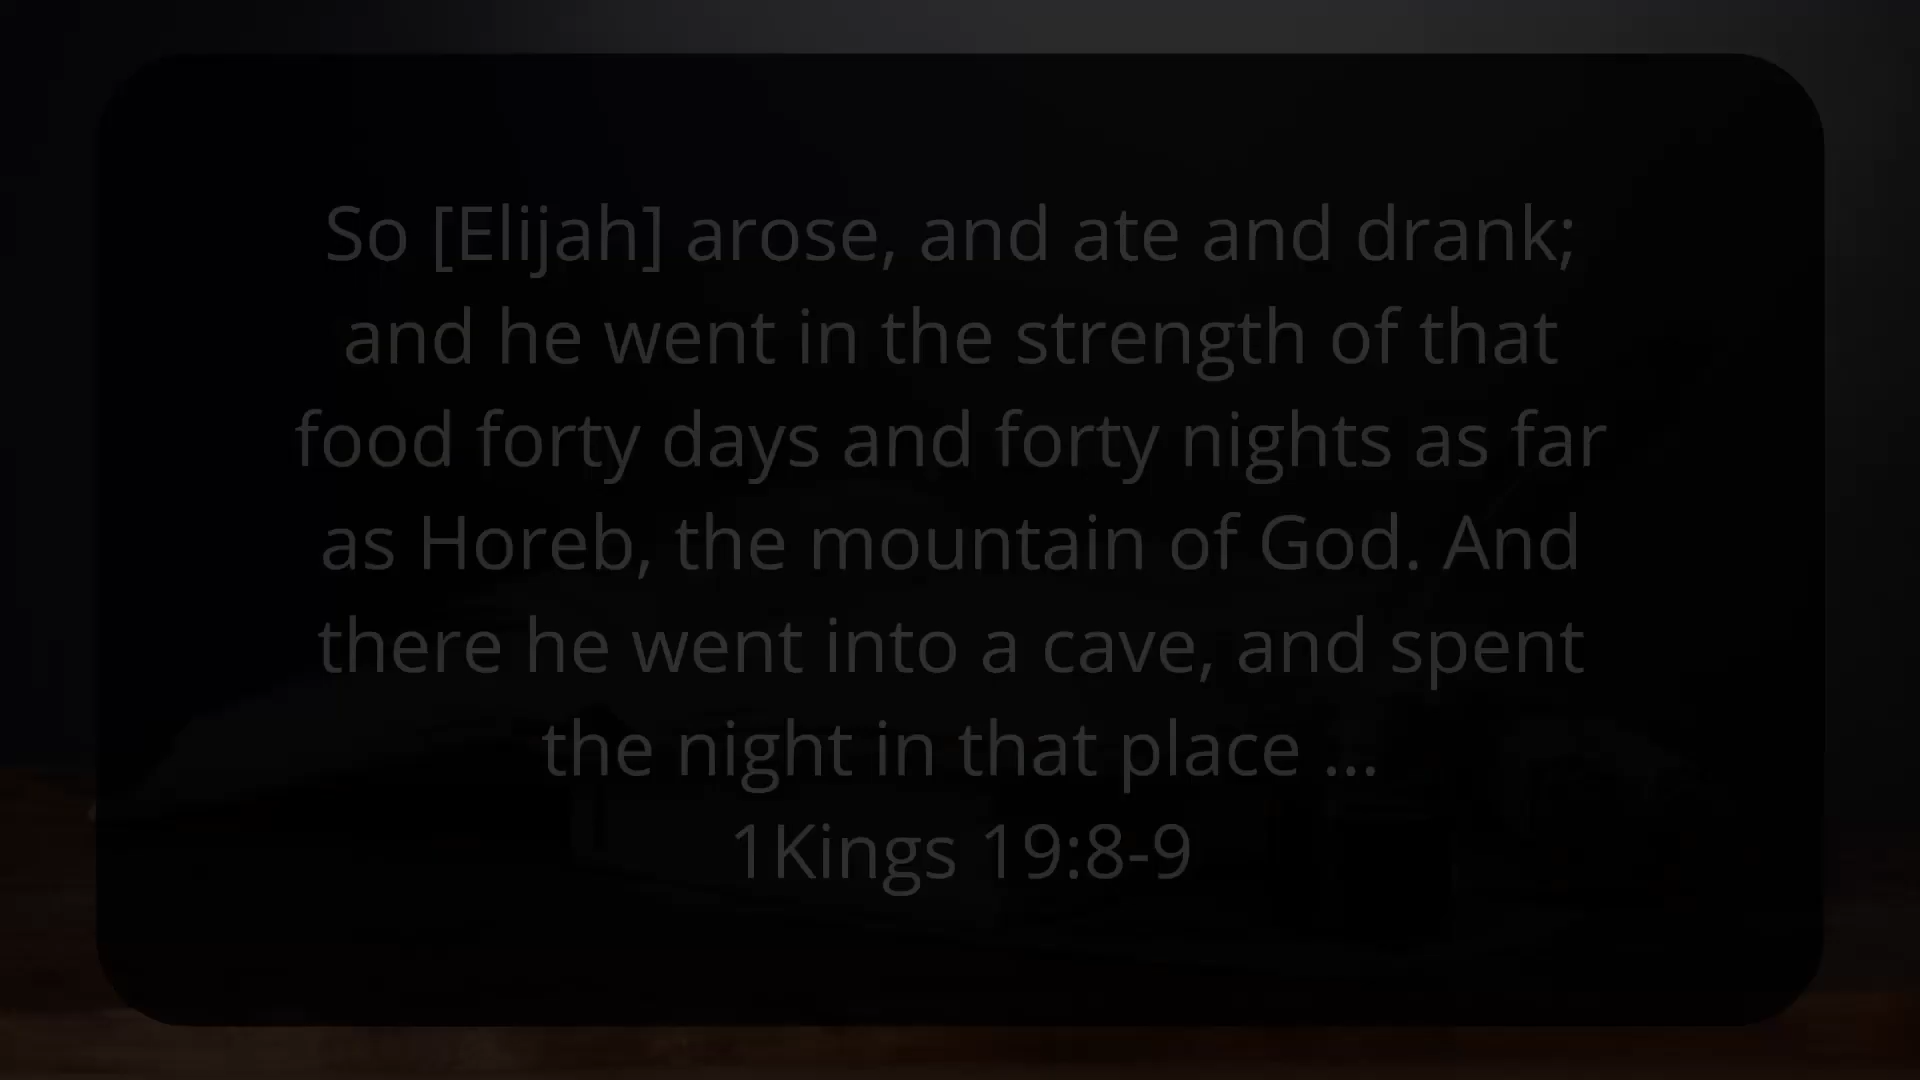 So [Elijah] arose, and ate and drank;
and he went in the strength of that
food forty days and forty nights as far
as Horeb, the mountain of God. And
there he went into a cave, and spent
the night in that place ...
1Kings 19:8-9